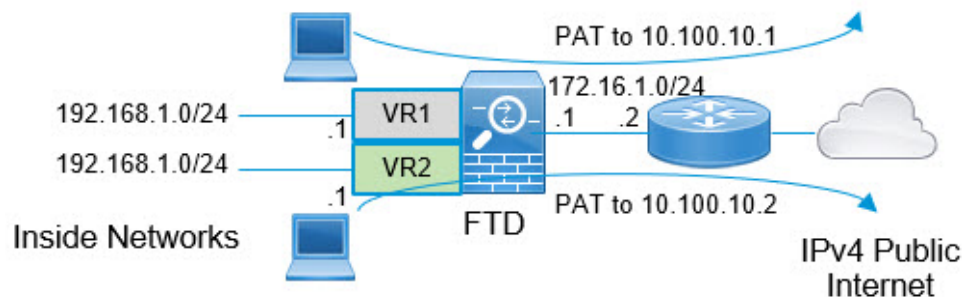 PAT to 10.100.10.1
172.16.1.0/24
192.168.1.0/24
.1
VR1
.1
.2
192.168.1.0/24
VR2
.1
PAT to 10.100.10.2
FTD
Inside Networks
IPv4 Public
Internet